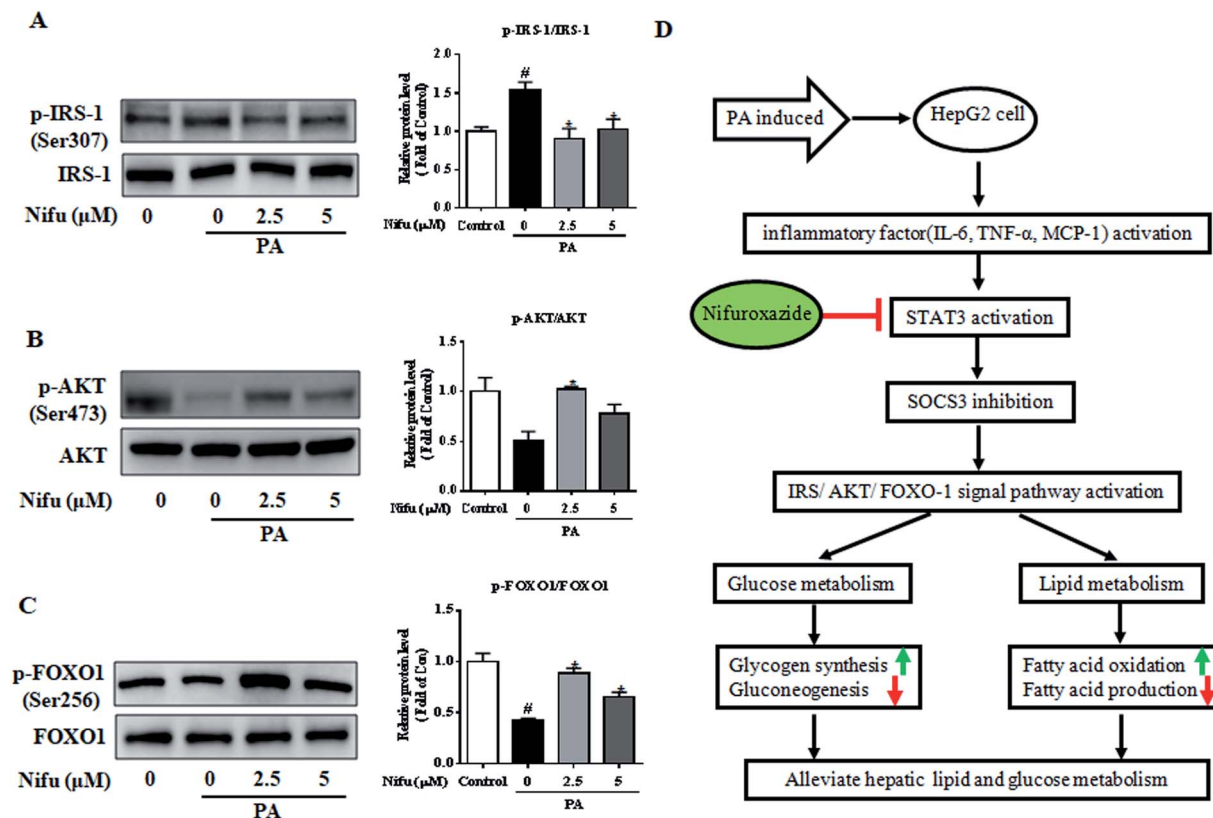 A
p-IRS-1
(Ser307)
IRS-1
Nifu (μM) 0 0 2.5 5
PA
p-IRS-1/IRS-1
Relative protein level
( Fold of Control)
2.0
1.5
1.0
0.5
0.0
#
*
*
Nifu (μM) Control 0 2.5 5
PA
B
p-AKT
(Ser473)
AKT
Nifu (μM) 0 0 2.5 5
PA
p-AKT/AKT
Relative protein level
( Fold of Control)
1.5
1.0
0.5
0.0
*
Nifu (μM) Control 0 2.5 5
PA
C
p-FOXO1
(Ser256)
FOXO1
Nifu (μM) 0 0 2.5 5
PA
p-FOXO1/FOXO1
Relative protein level
( Fold of Con)
1.5
1.0
0.5
0.0
#
*
*
Nifu (μM) Control 0 2.5 5
PA
D
PA induced
HepG2 cell
inflammatory factor(IL-6, TNF-α, MCP-1) activation
Nifuroxazide
STAT3 activation
SOCS3 inhibition
IRS/ AKT/ FOXO-1 signal pathway activation
Glucose metabolism
Lipid metabolism
Glycogen synthesis
Gluconeogenesis
Fatty acid oxidation
Fatty acid production
Alleviate hepatic lipid and glucose metabolism